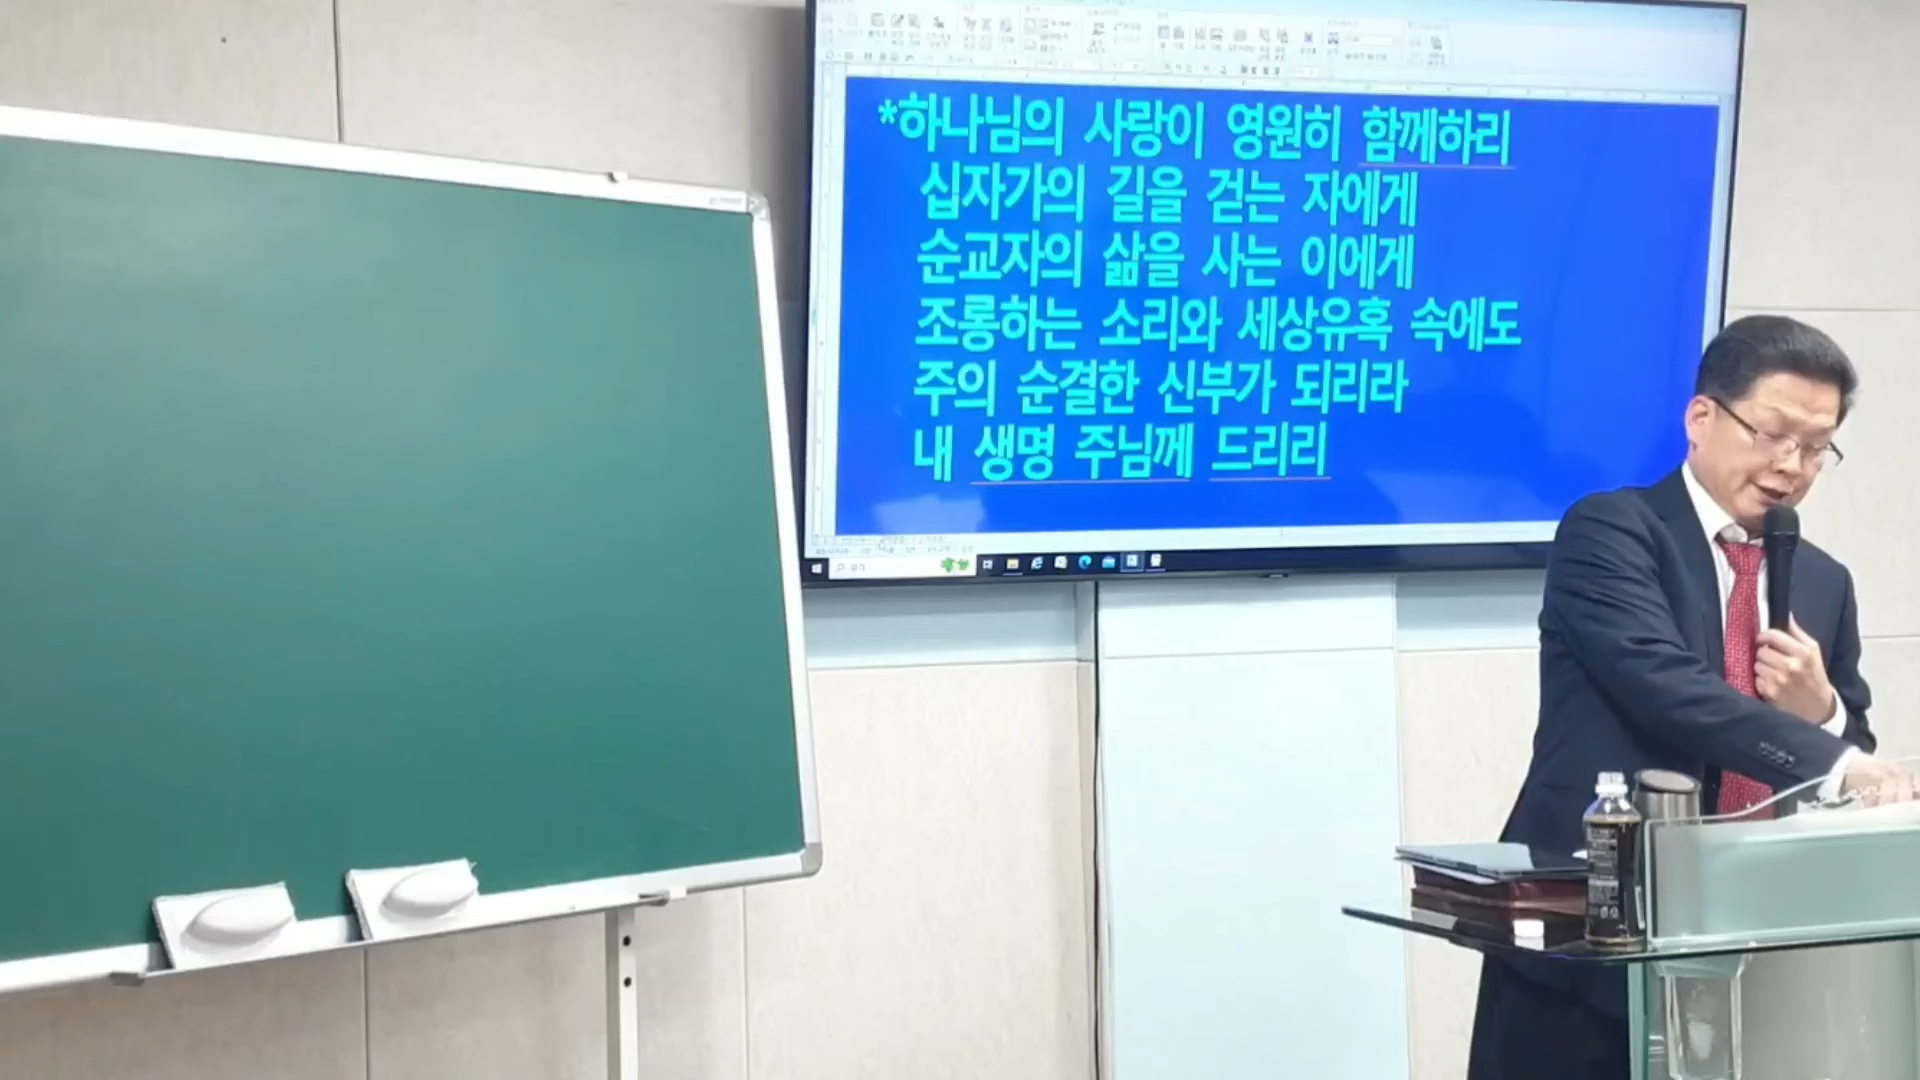 *하나님의 사랑이 영원히 함께하리
십자가의 길을 걷는 자에게
순교자의 삶을 사는 이에게
조롱하는 소리와 세상유혹 속에도
주의 순결한 신부가 되리라
내 생명 주님께 드리리